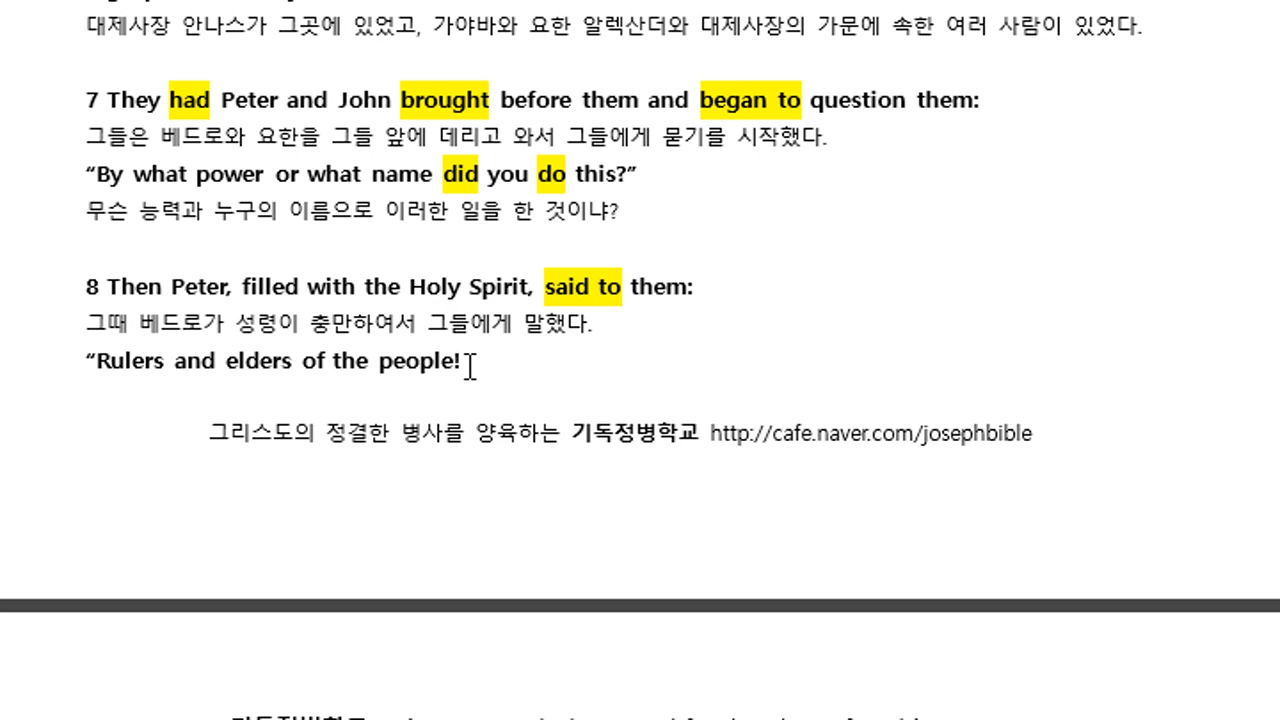 대제사장 안나스가 그곳에 있었고, 가야바와 요한 알렉산더와 대제사장의 가문에 속한 여러 사람이 있었다.
7 They had Peter and John brought before them and began to question them:
그들은 베드로와 요한을 그들 앞에 데리고 와서 그들에게 묻기를 시작했다.
“By what power or what name did you do this?”
무슨 능력과 누구의 이름으로 이러한 일을 한 것이냐?
8 Then Peter, filled with the Holy Spirit, said to them:
그때 베드로가 성령이 충만하여서 그들에게 말했다.
“Rulers and elders of the people!
그리스도의 정결한 병사를 양육하는 기독정병학교 http://cafe.naver.com/josephbible